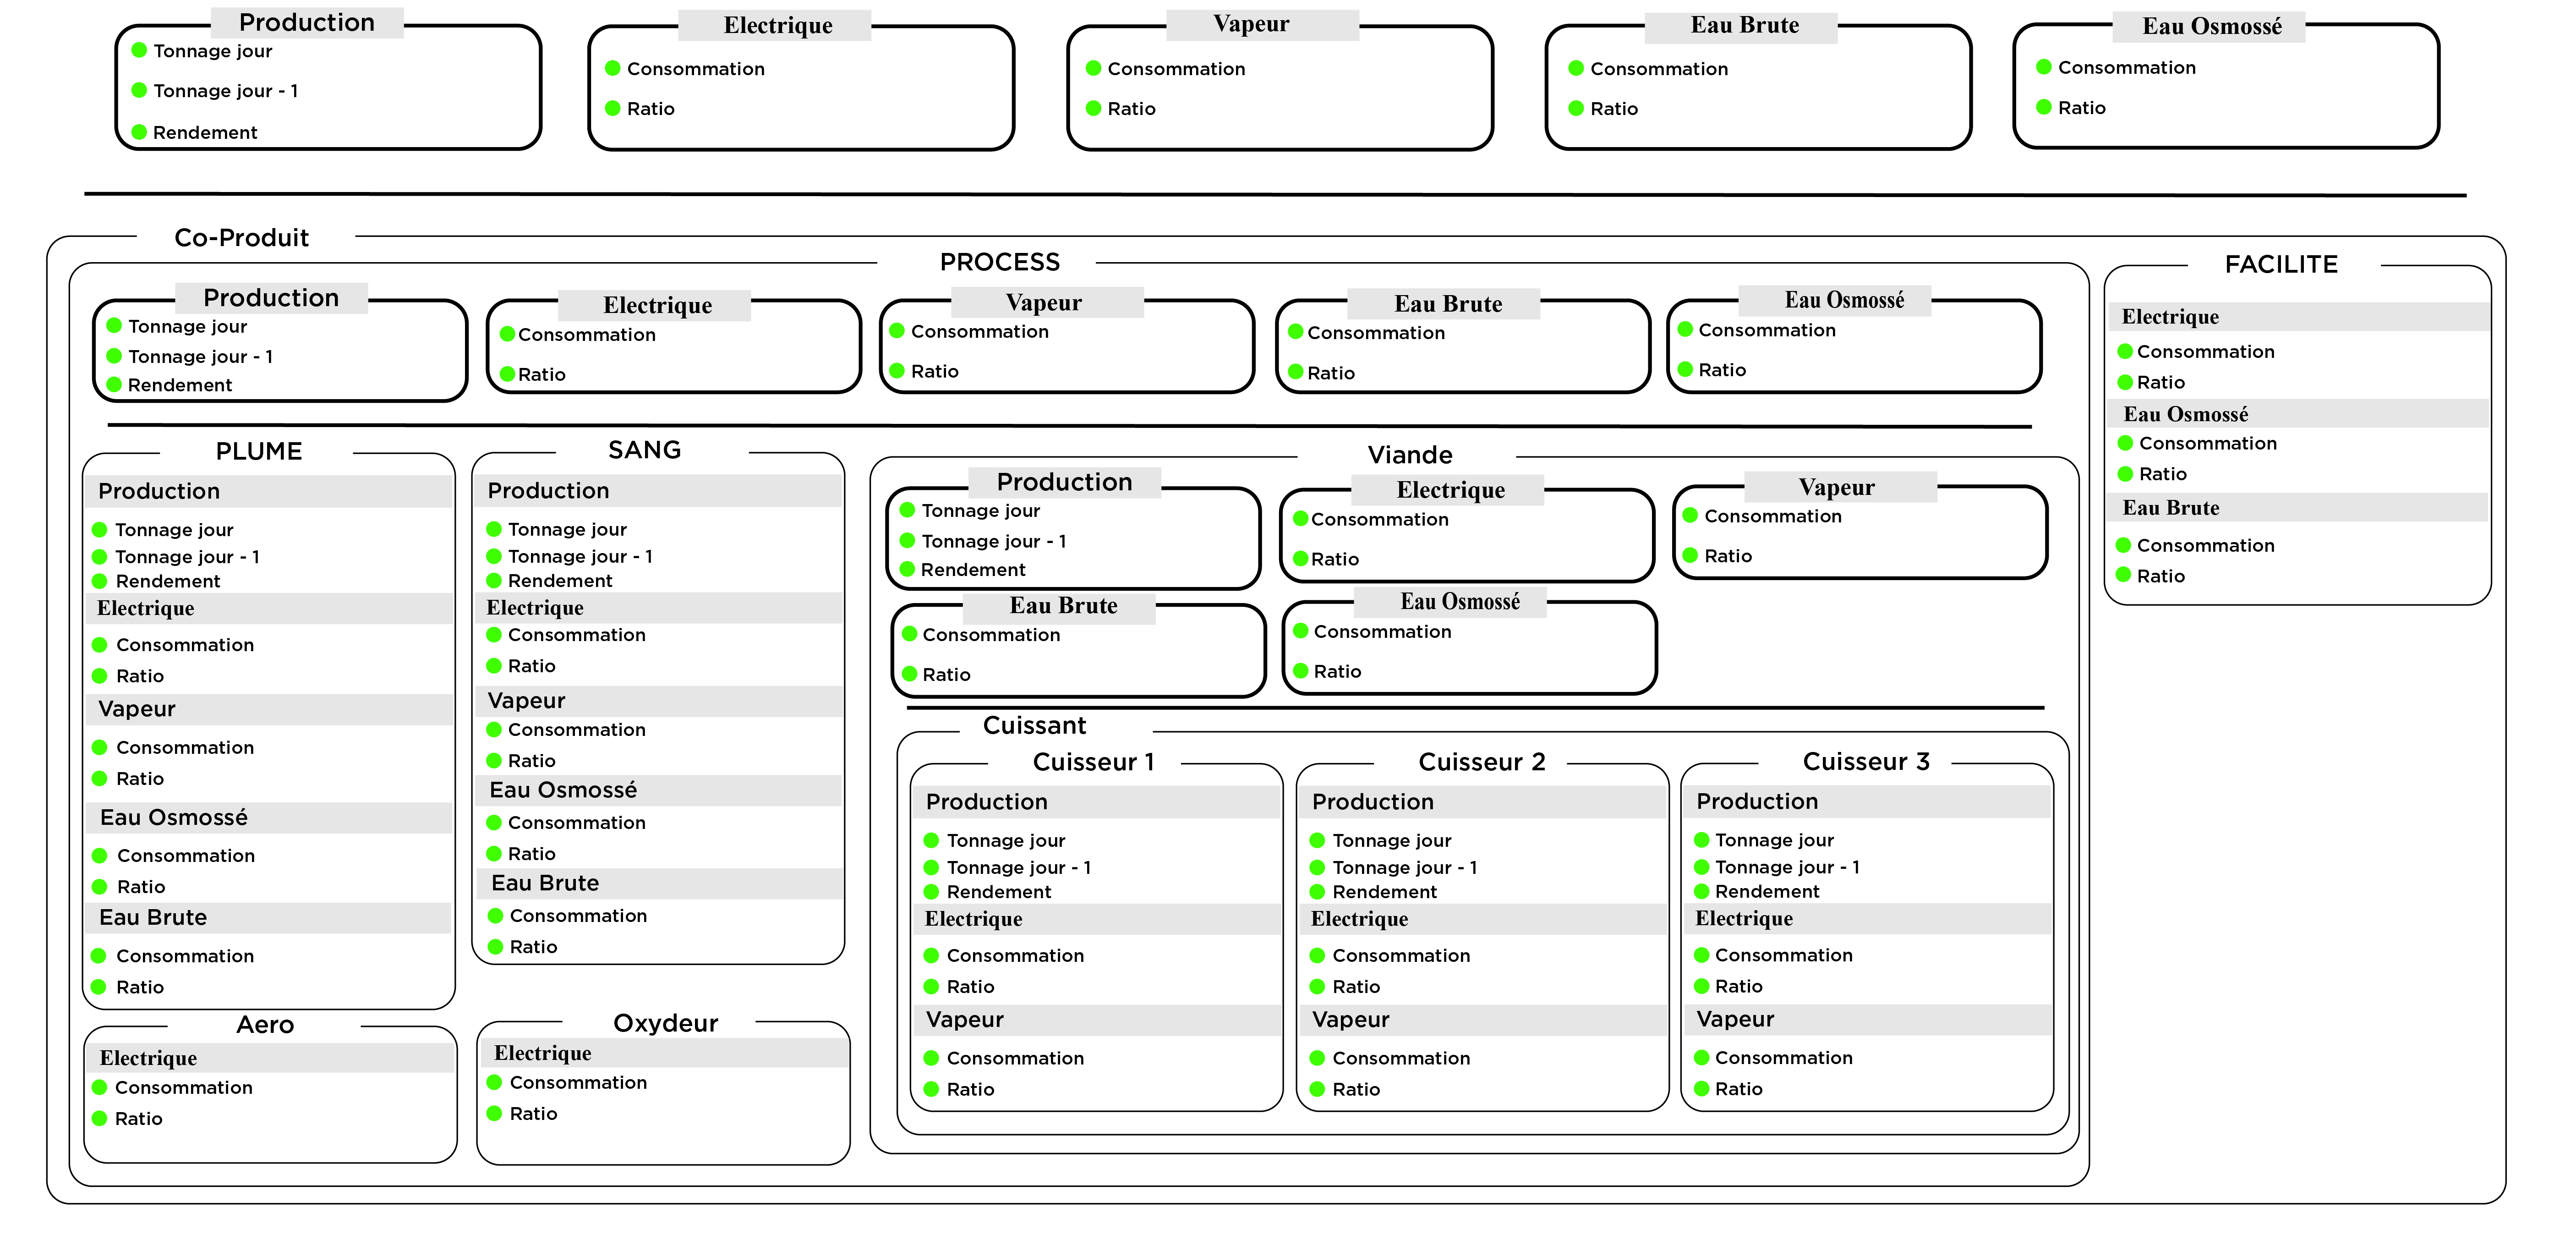 Production
Tonnage jour
Tonnage jour - 1
Rendement
Electrique
Consommation
Ratio
Vapeur
Consommation
Ratio
Eau Brute
Consommation
Ratio
Eau Osmossé
Consommation
Ratio
Co-Produit
PROCESS
Production
Tonnage jour
Tonnage jour - 1
Rendement
Electrique
Consommation
Ratio
Vapeur
Consommation
Ratio
Eau Brute
Consommation
Ratio
Eau Osmossé
Consommation
Ratio
PLUME
Production
Tonnage jour
Tonnage jour - 1
Rendement
Electrique
Consommation
Ratio
Vapeur
Consommation
Ratio
Eau Osmossé
Consommation
Ratio
Eau Brute
Consommation
Ratio
SANG
Production
Tonnage jour
Tonnage jour - 1
Rendement
Electrique
Consommation
Ratio
Vapeur
Consommation
Ratio
Eau Osmossé
Consommation
Ratio
Eau Brute
Consommation
Ratio
Aero
Electrique
Consommation
Ratio
Oxydeur
Electrique
Consommation
Ratio
Viande
Production
Tonnage jour
Tonnage jour - 1
Rendement
Electrique
Consommation
Ratio
Vapeur
Consommation
Ratio
Eau Brute
Consommation
Ratio
Eau Osmossé
Consommation
Ratio
Cuissant
Cuisseur 1
Production
Tonnage jour
Tonnage jour - 1
Rendement
Electrique
Consommation
Ratio
Vapeur
Consommation
Ratio
Cuisseur 2
Production
Tonnage jour
Tonnage jour - 1
Rendement
Electrique
Consommation
Ratio
Vapeur
Consommation
Ratio
Cuisseur 3
Production
Tonnage jour
Tonnage jour - 1
Rendement
Electrique
Consommation
Ratio
Vapeur
Consommation
Ratio
FACILITE
Electrique
Consommation
Ratio
Eau Osmossé
Consommation
Ratio
Eau Brute
Consommation
Ratio